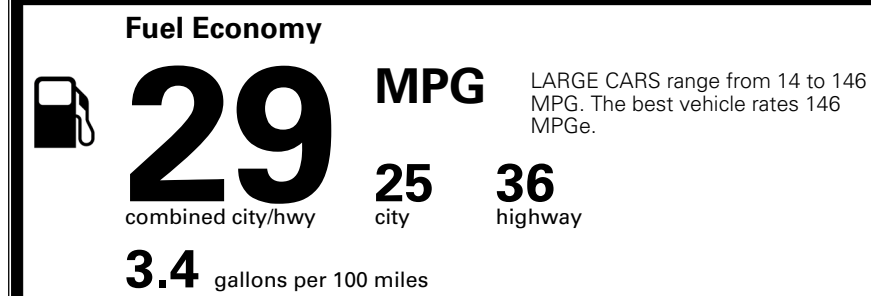 Fuel Economy
29
MPG
LARGE CARS range from 14 to 146
MPG. The best vehicle rates 146
MPGe.
combined city/hwy
25
city
36
highway
3.4 gallons per 100 miles